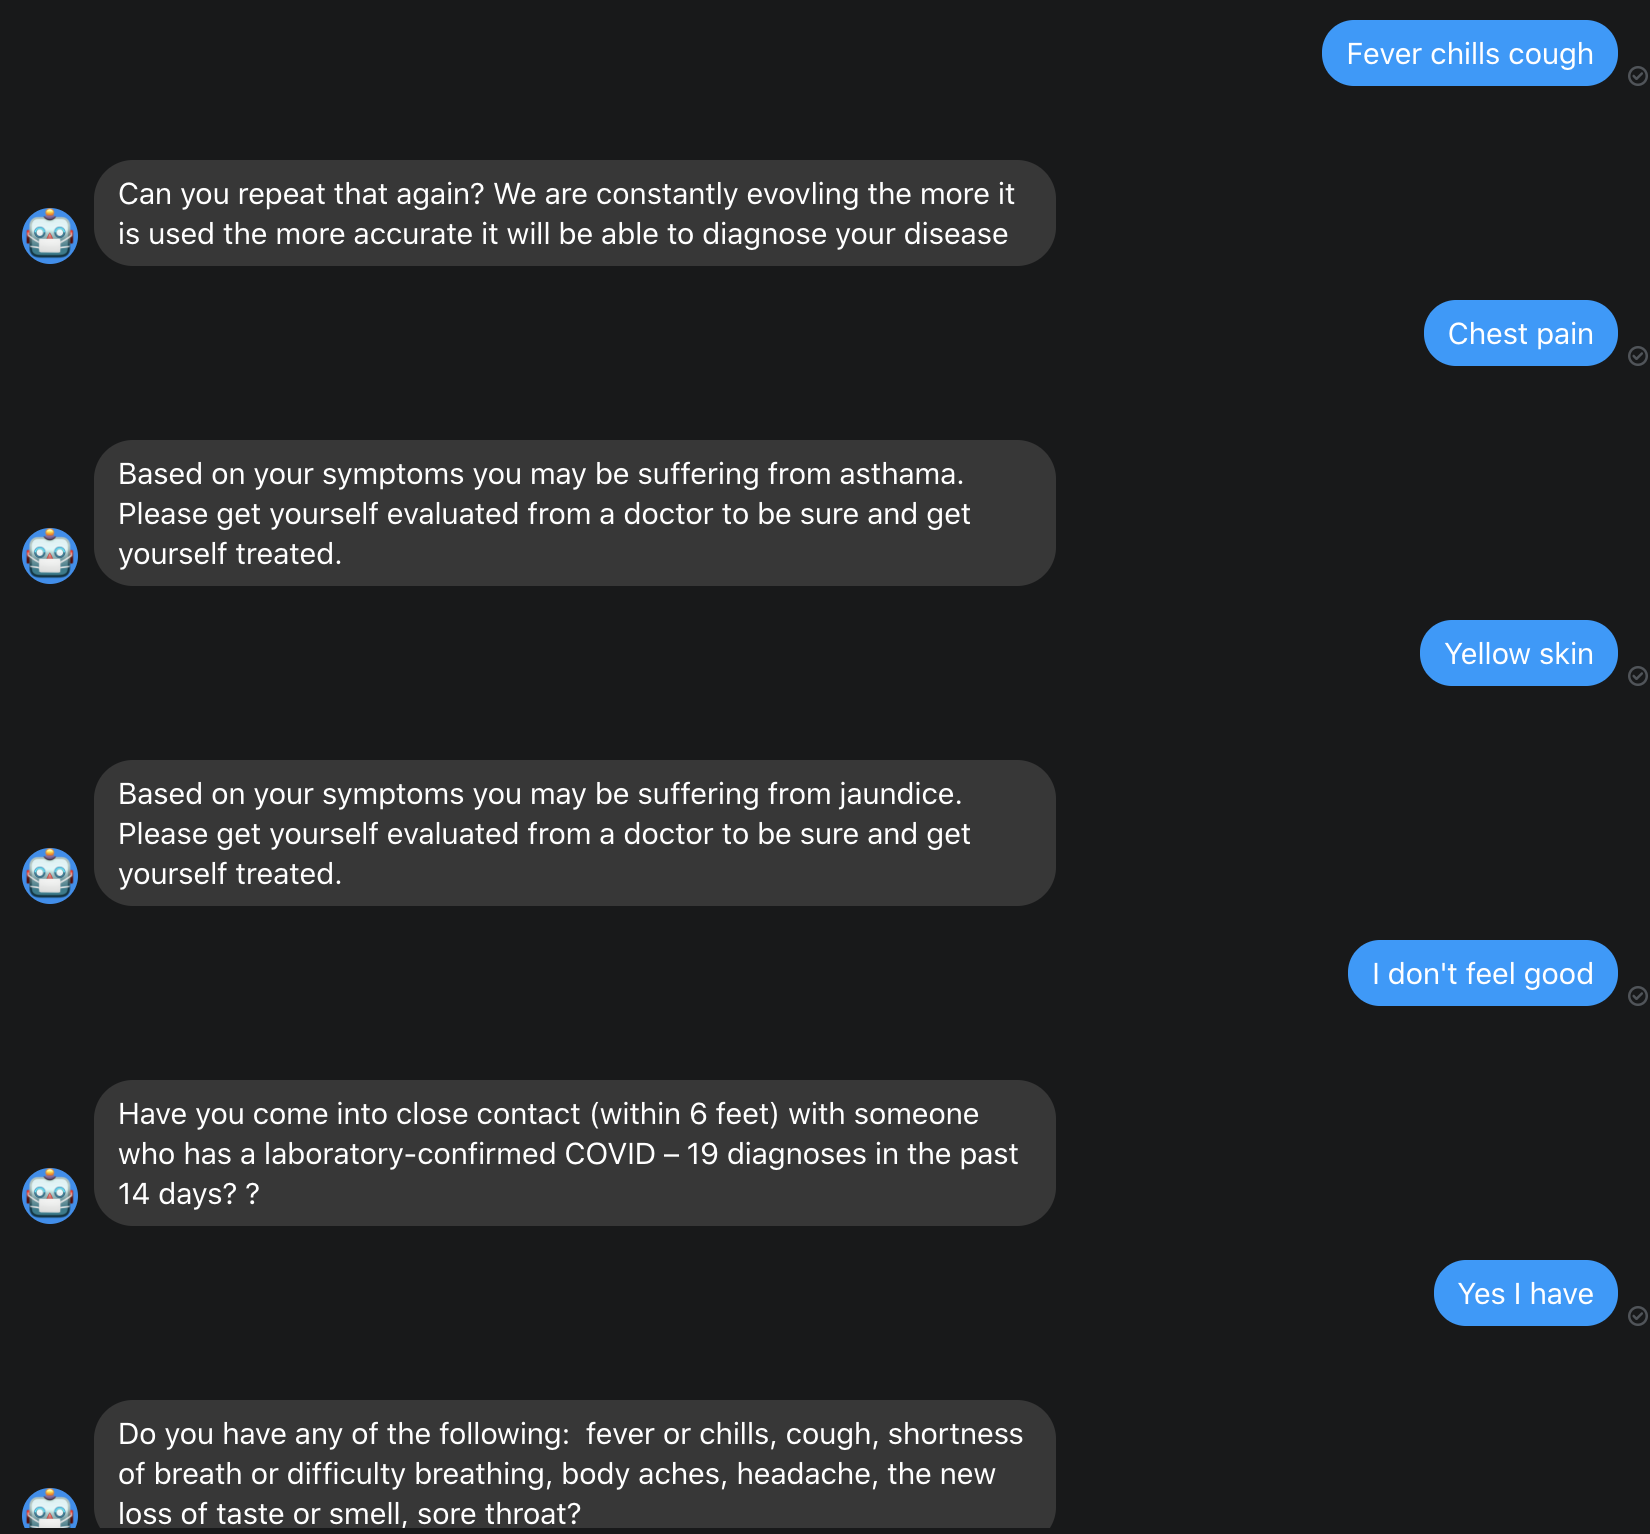 Fever chills cough
Can you repeat that again? We are constantly evovling the more it
is used the more accurate it will be able to diagnose your disease
Chest pain
Based on your symptoms you may be suffering from asthama.
Please get yourself evaluated from a doctor to be sure and get
yourself treated.
Yellow skin
Based on your symptoms you may be suffering from jaundice.
Please get yourself evaluated from a doctor to be sure and get
yourself treated.
I don't feel good
Have you come into close contact (within 6 feet) with someone
who has a laboratory-confirmed COVID – 19 diagnoses in the past
14 days? ?
Yes I have
Do you have any of the following:  fever or chills, cough, shortness
of breath or difficulty breathing, body aches, headache, the new
loss of taste or smell, sore throat?